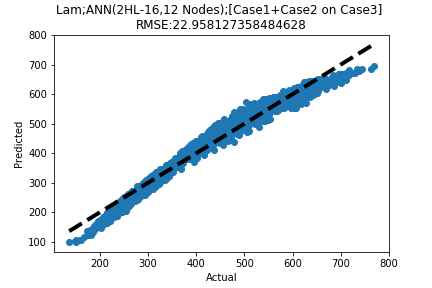 Lam;ANN(2HL-16,12 Nodes);[Case1+Case2 on Case3]
RMSE:22.958127358484628
800
700
600
500
400
300
200
100
Predicted
200 300 400 500 600 700 800
Actual